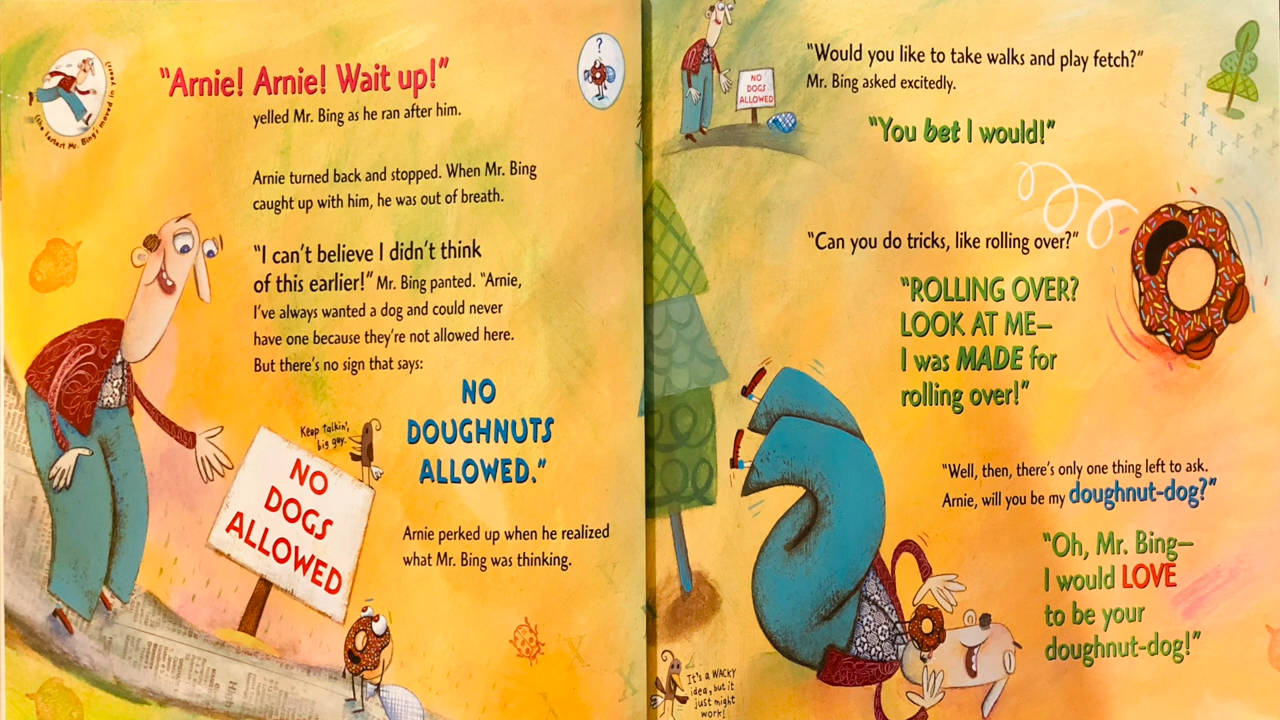 (the fastest Mr. Bing's moved in years)
?
"Arnie! Arnie! Wait up!"
yelled Mr. Bing as he ran after him.
Arnie turned back and stopped. When Mr. Bing
caught up with him, he was out of breath.
"I can't believe I didn't think
of this earlier!" Mr. Bing panted. "Arnie,
I've always wanted a dog and could never
have one because they're not allowed here.
But there's no sign that says:
NO
DOUGHNUTS
ALLOWED."
Keep talkin',
big guy.
NO
DOGS
ALLOWED
Arnie perked up when he realized
what Mr. Bing was thinking.
NO
DOGS
ALLOWED
"Would you like to take walks and play fetch?"
Mr. Bing asked excitedly.
"You bet I would!"
"Can you do tricks, like rolling over?"
"ROLLING OVER?
LOOK AT ME—
I was MADE for
rolling over!"
"Well, then, there's only one thing left to ask.
Arnie, will you be my doughnut-dog?"
"Oh, Mr. Bing—
I would LOVE
to be your
doughnut-dog!"
It's a WACKY
idea, but it
just might
work!